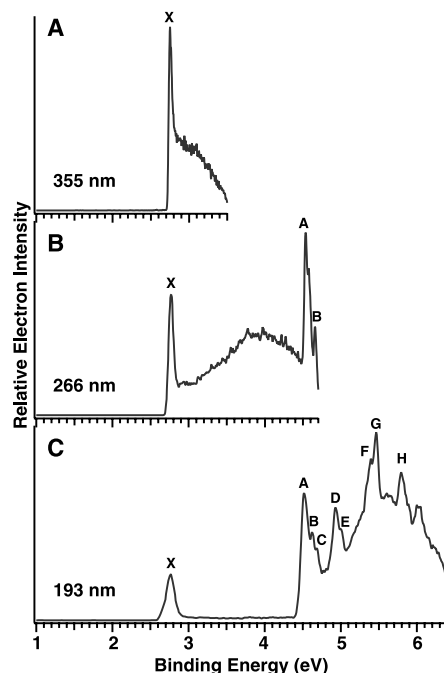 A
X
355 nm
B
X
A
B
266 nm
C
X
A
B
C
D
E
F
G
H
193 nm
1 2 3 4 5 6
Binding Energy (eV)
Relative Electron Intensity